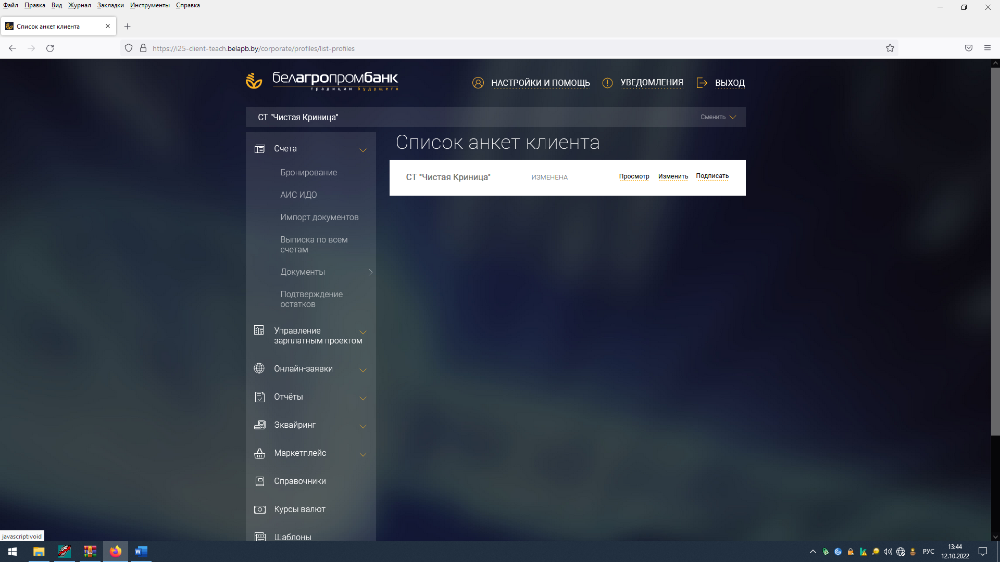 Файл Правка Вид Журнал Закладки Инструменты Справка
Список анкет клиента
https://i25-client-teach.belapb.by/corporate/profiles/list-profiles
белагропромбанк
традиции будущего
НАСТРОЙКИ И ПОМОЩЬ
УВЕДОМЛЕНИЯ
ВЫХОД
СТ "Чистая Криница"
Сменить
Счета
Бронирование
АИС ИДО
Импорт документов
Выписка по всем
счетам
Документы
Подтверждение
остатков
Управление
зарплатным проектом
Онлайн-заявки
Отчёты
Эквайринг
Маркетплейс
Справочники
Курсы валют
Шаблоны
Список анкет клиента
СТ "Чистая Криница"
ИЗМЕНЕНА
Просмотр
Изменить
Подписать
javascript:void
РУС
13:44
12.10.2022